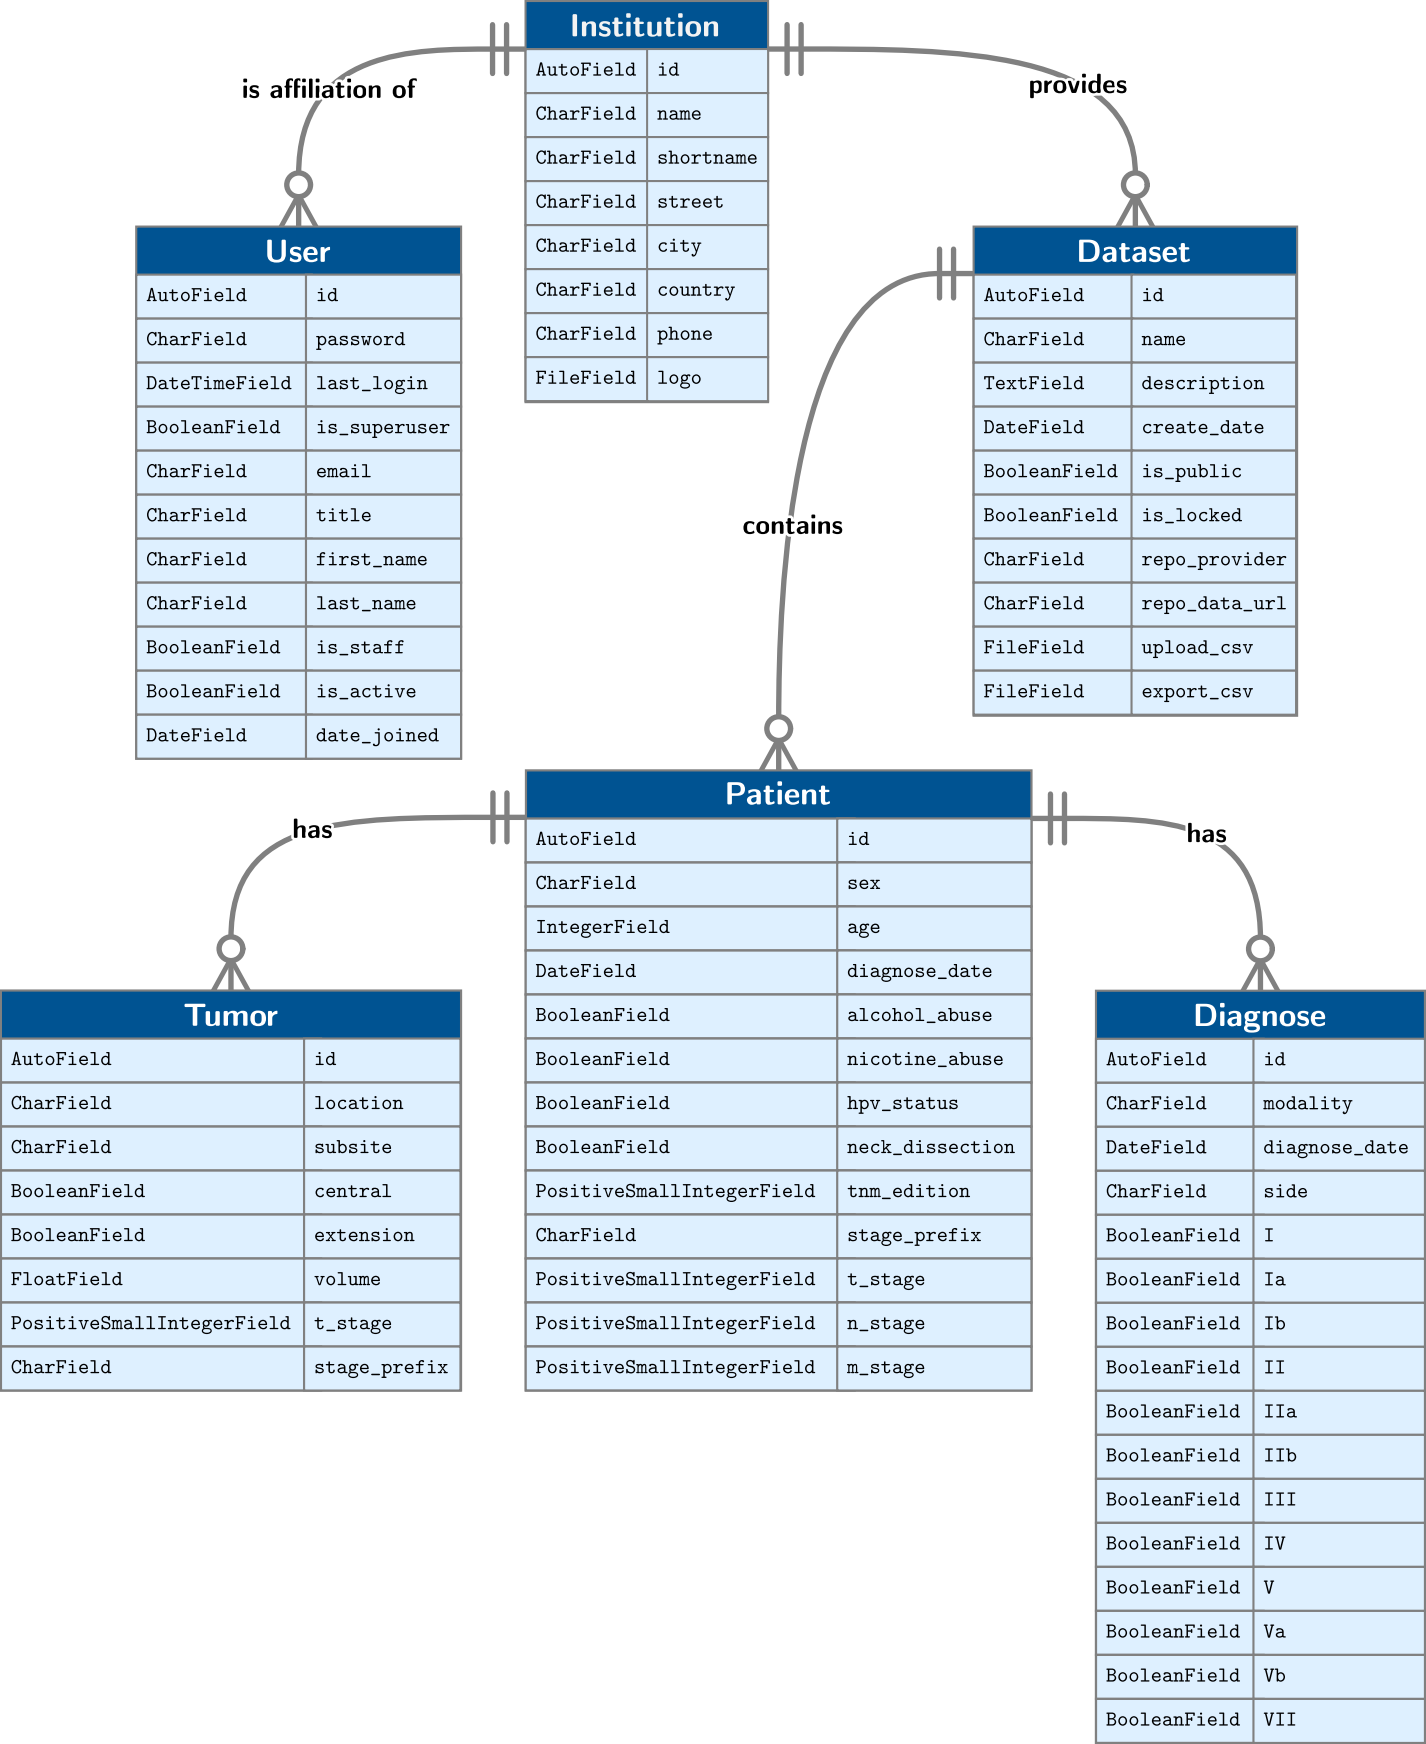 Institution
AutoField id
CharField name
CharField shortname
CharField street
CharField city
CharField country
CharField phone
FileField logo
is affiliation of
provides
User
AutoField id
CharField password
DateTimeField last_login
BooleanField is_superuser
CharField email
CharField title
CharField first_name
CharField last_name
BooleanField is_staff
BooleanField is_active
DateField date_joined
Dataset
AutoField id
CharField name
TextField description
DateField create_date
BooleanField is_public
BooleanField is_locked
CharField repo_provider
CharField repo_data_url
FileField upload_csv
FileField export_csv
contains
Patient
AutoField id
CharField sex
IntegerField age
DateField diagnose_date
BooleanField alcohol_abuse
BooleanField nicotine_abuse
BooleanField hpv_status
BooleanField neck_dissection
PositiveSmallIntegerField tnm_edition
CharField stage_prefix
PositiveSmallIntegerField t_stage
PositiveSmallIntegerField n_stage
PositiveSmallIntegerField m_stage
has
has
Tumor
AutoField id
CharField location
CharField subsite
BooleanField central
BooleanField extension
FloatField volume
PositiveSmallIntegerField t_stage
CharField stage_prefix
Diagnose
AutoField id
CharField modality
DateField diagnose_date
CharField side
BooleanField I
BooleanField Ia
BooleanField Ib
BooleanField II
BooleanField IIa
BooleanField IIb
BooleanField III
BooleanField IV
BooleanField V
BooleanField Va
BooleanField Vb
BooleanField VII